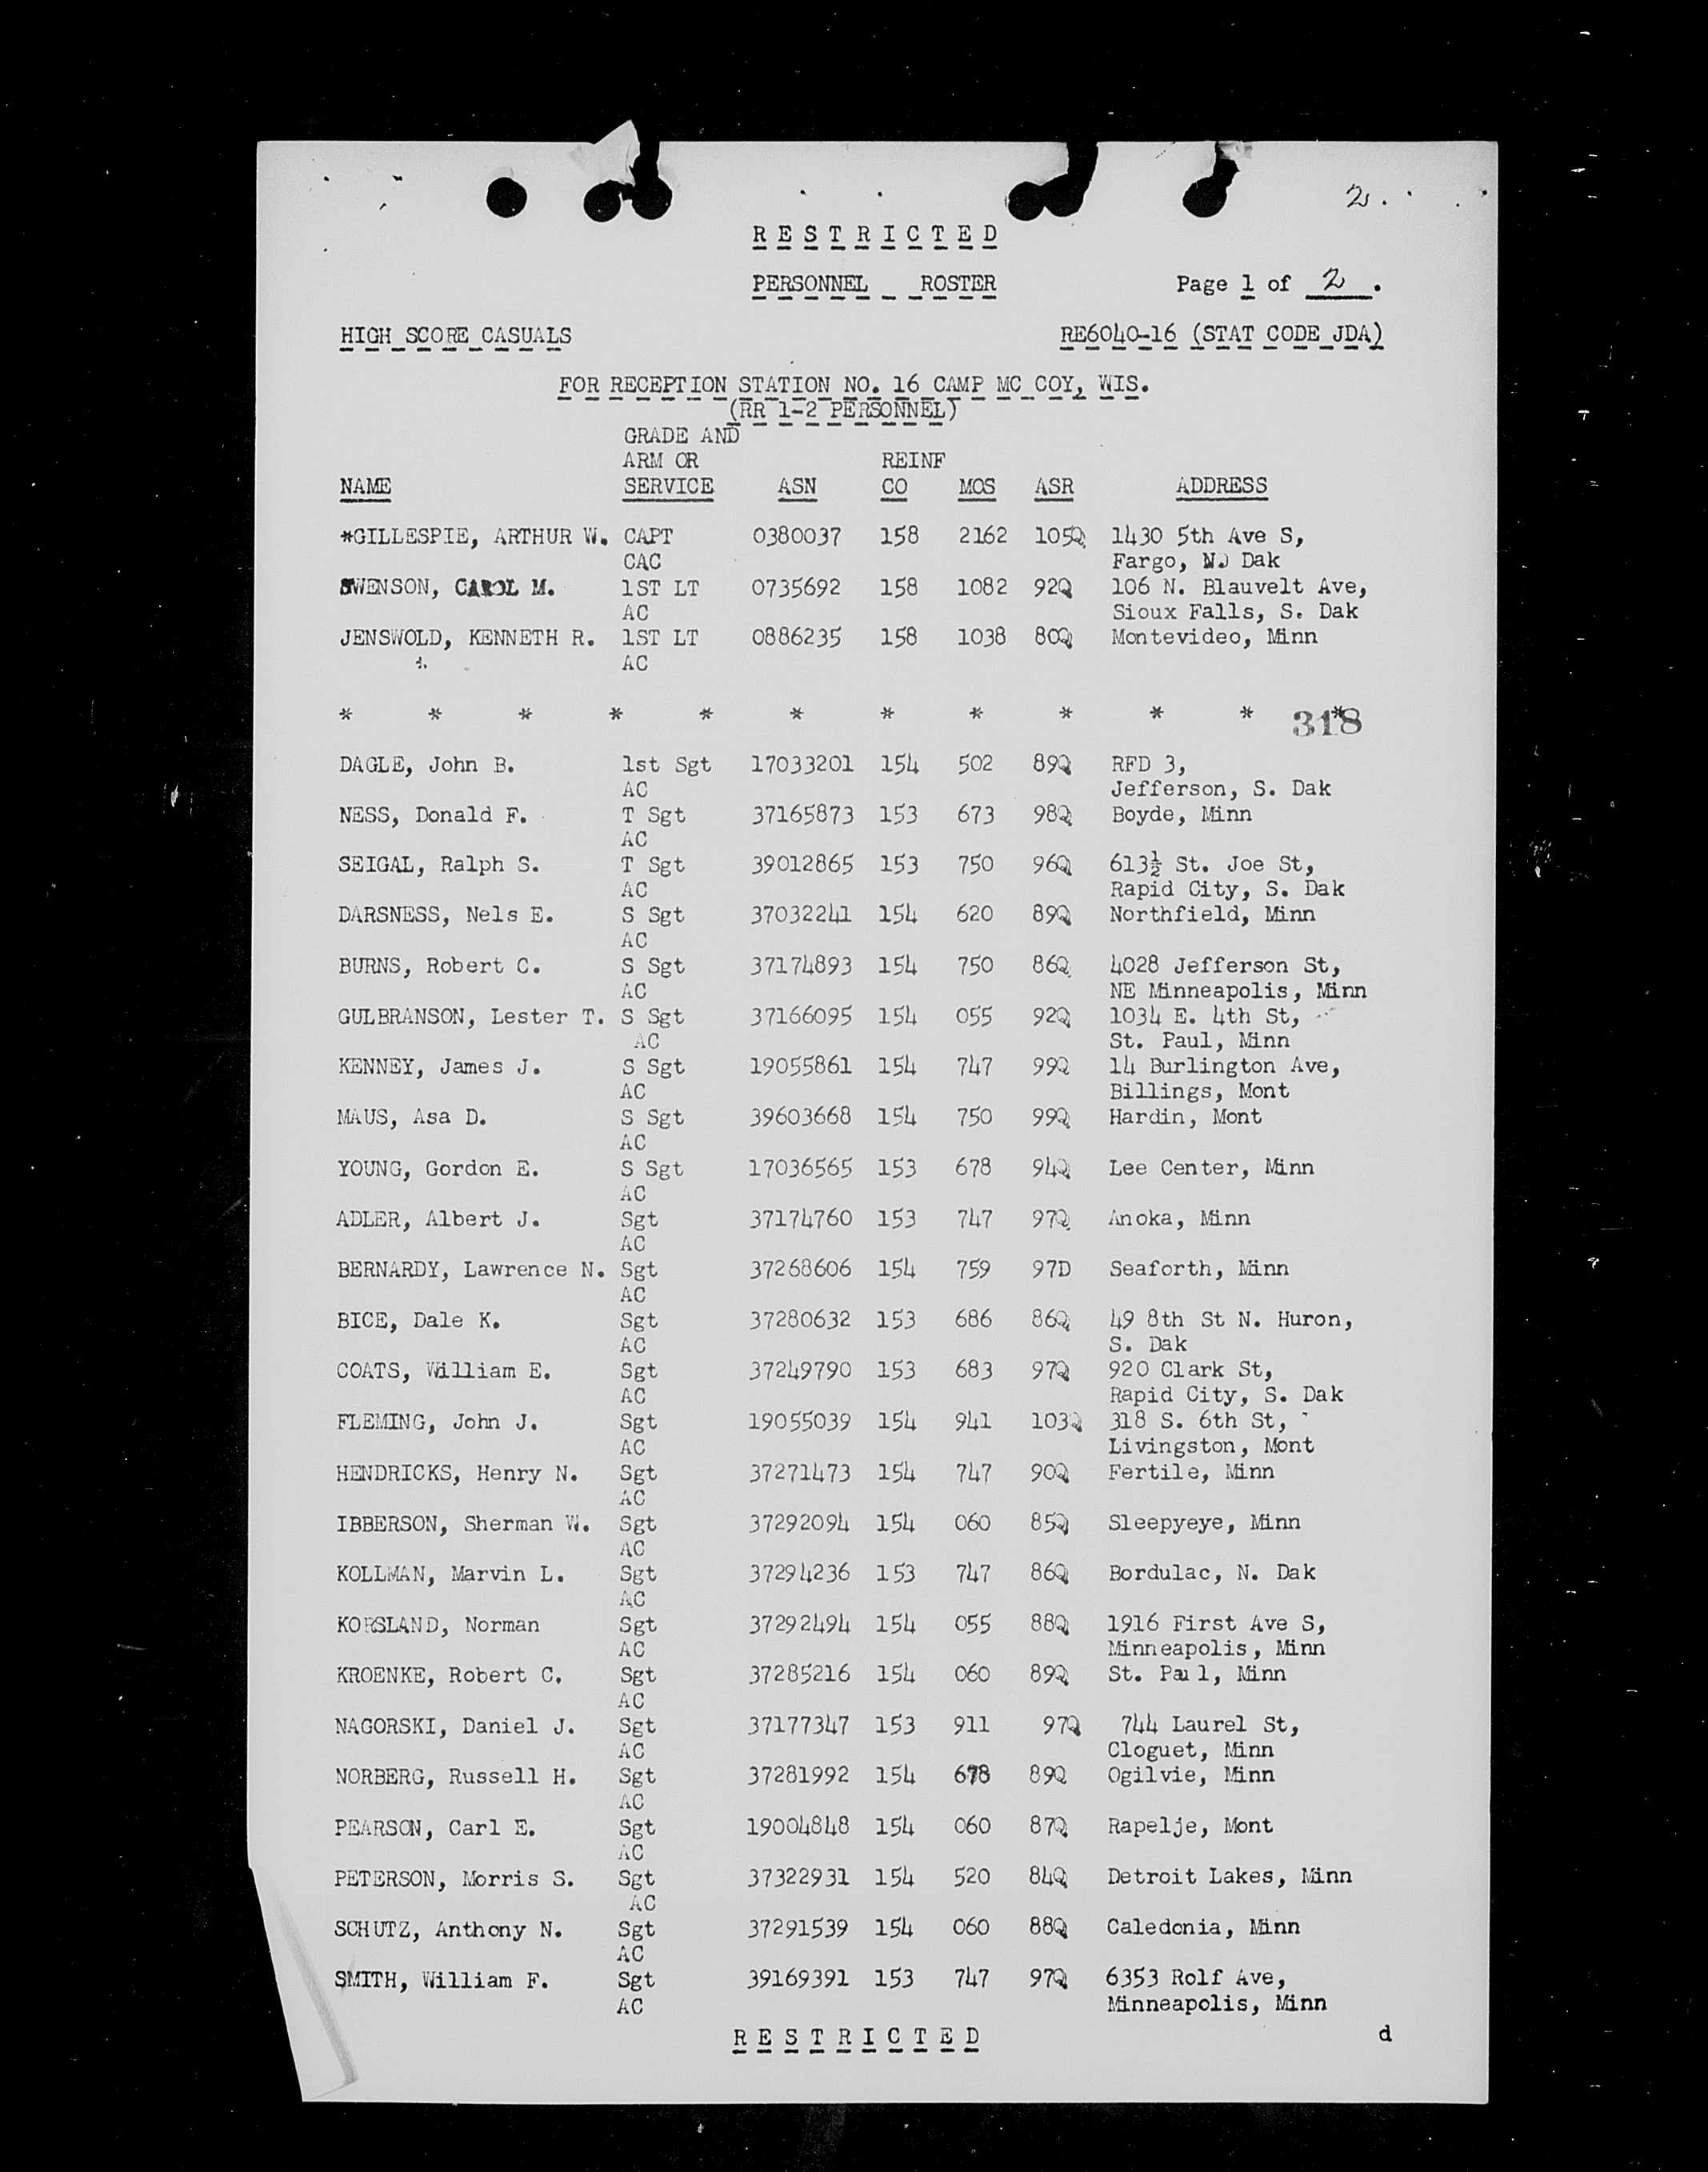 2.
R E S T R I C T E D
PERSONNEL ROSTER Page 1 of 2 .
HIGH SCORE CASUALS RE6040-16 (STAT CODE JDA)
FOR RECEPTION STATION NO. 16 CAMP MC COY, WIS.
(RR 1-2 PERSONNEL)
GRADE AND
ARM OR REINF
NAME SERVICE ASN CO MOS ASR ADDRESS
*GILLESPIE, ARTHUR W. CAPT 0380037 158 2162 105Q 1430 5th Ave S,
CAC Fargo, N. Dak
SWENSON, CAROL M. 1ST LT 0735692 158 1082 92Q 106 N. Blauvelt Ave,
AC Sioux Falls, S. Dak
JENSWOLD, KENNETH R. 1ST LT 0886235 158 1038 80Q Montevideo, Minn
AC
* * * * * * * * * * * *
318
DAGLE, John B. 1st Sgt 17033201 154 502 89Q RFD 3,
AC Jefferson, S. Dak
NESS, Donald F. T Sgt 37165873 153 673 98Q Boyde, Minn
AC
SEIGAL, Ralph S. T Sgt 39012865 153 750 96Q 613½ St. Joe St,
AC Rapid City, S. Dak
DARSNESS, Nels E. S Sgt 37032241 154 620 89Q Northfield, Minn
AC
BURNS, Robert C. S Sgt 37174893 154 750 86Q 4028 Jefferson St,
AC NE Minneapolis, Minn
GULBRANSON, Lester T. S Sgt 37166095 154 055 92Q 1034 E. 4th St,
AC St. Paul, Minn
KENNEY, James J. S Sgt 19055861 154 747 99Q 14 Burlington Ave,
AC Billings, Mont
MAUS, Asa D. S Sgt 39603668 154 750 99Q Hardin, Mont
AC
YOUNG, Gordon E. S Sgt 17036565 153 678 94Q Lee Center, Minn
AC
ADLER, Albert J. Sgt 37174760 153 747 97Q Anoka, Minn
AC
BERNARDY, Lawrence N. Sgt 37268606 154 759 97D Seaforth, Minn
AC
BICE, Dale K. Sgt 37280632 153 686 86Q 49 8th St N. Huron,
AC S. Dak
COATS, William E. Sgt 37249790 153 683 97Q 920 Clark St,
AC Rapid City, S. Dak
FLEMING, John J. Sgt 19055039 154 941 103Q 318 S. 6th St,
AC Livingston, Mont
HENDRICKS, Henry N. Sgt 37271473 154 747 90Q Fertile, Minn
AC
IBBERSON, Sherman W. Sgt 37292094 154 060 85Q Sleepyeye, Minn
AC
KOLLMAN, Marvin L. Sgt 37294236 153 747 86Q Bordulac, N. Dak
AC
KORSLAND, Norman Sgt 37292494 154 055 88Q 1916 First Ave S,
AC Minneapolis, Minn
KROENKE, Robert C. Sgt 37285216 154 060 89Q St. Paul, Minn
AC
NAGORSKI, Daniel J. Sgt 37177347 153 911 97Q 744 Laurel St,
AC Cloguet, Minn
NORBERG, Russell H. Sgt 37281992 154 678 89Q Ogilvie, Minn
AC
PEARSON, Carl E. Sgt 19004848 154 060 87Q Rapelje, Mont
AC
PETERSON, Morris S. Sgt 37322931 154 520 84Q Detroit Lakes, Minn
AC
SCHUTZ, Anthony N. Sgt 37291539 154 060 88Q Caledonia, Minn
AC
SMITH, William F. Sgt 39169391 153 747 97Q 6353 Rolf Ave,
AC Minneapolis, Minn
R E S T R I C T E D d